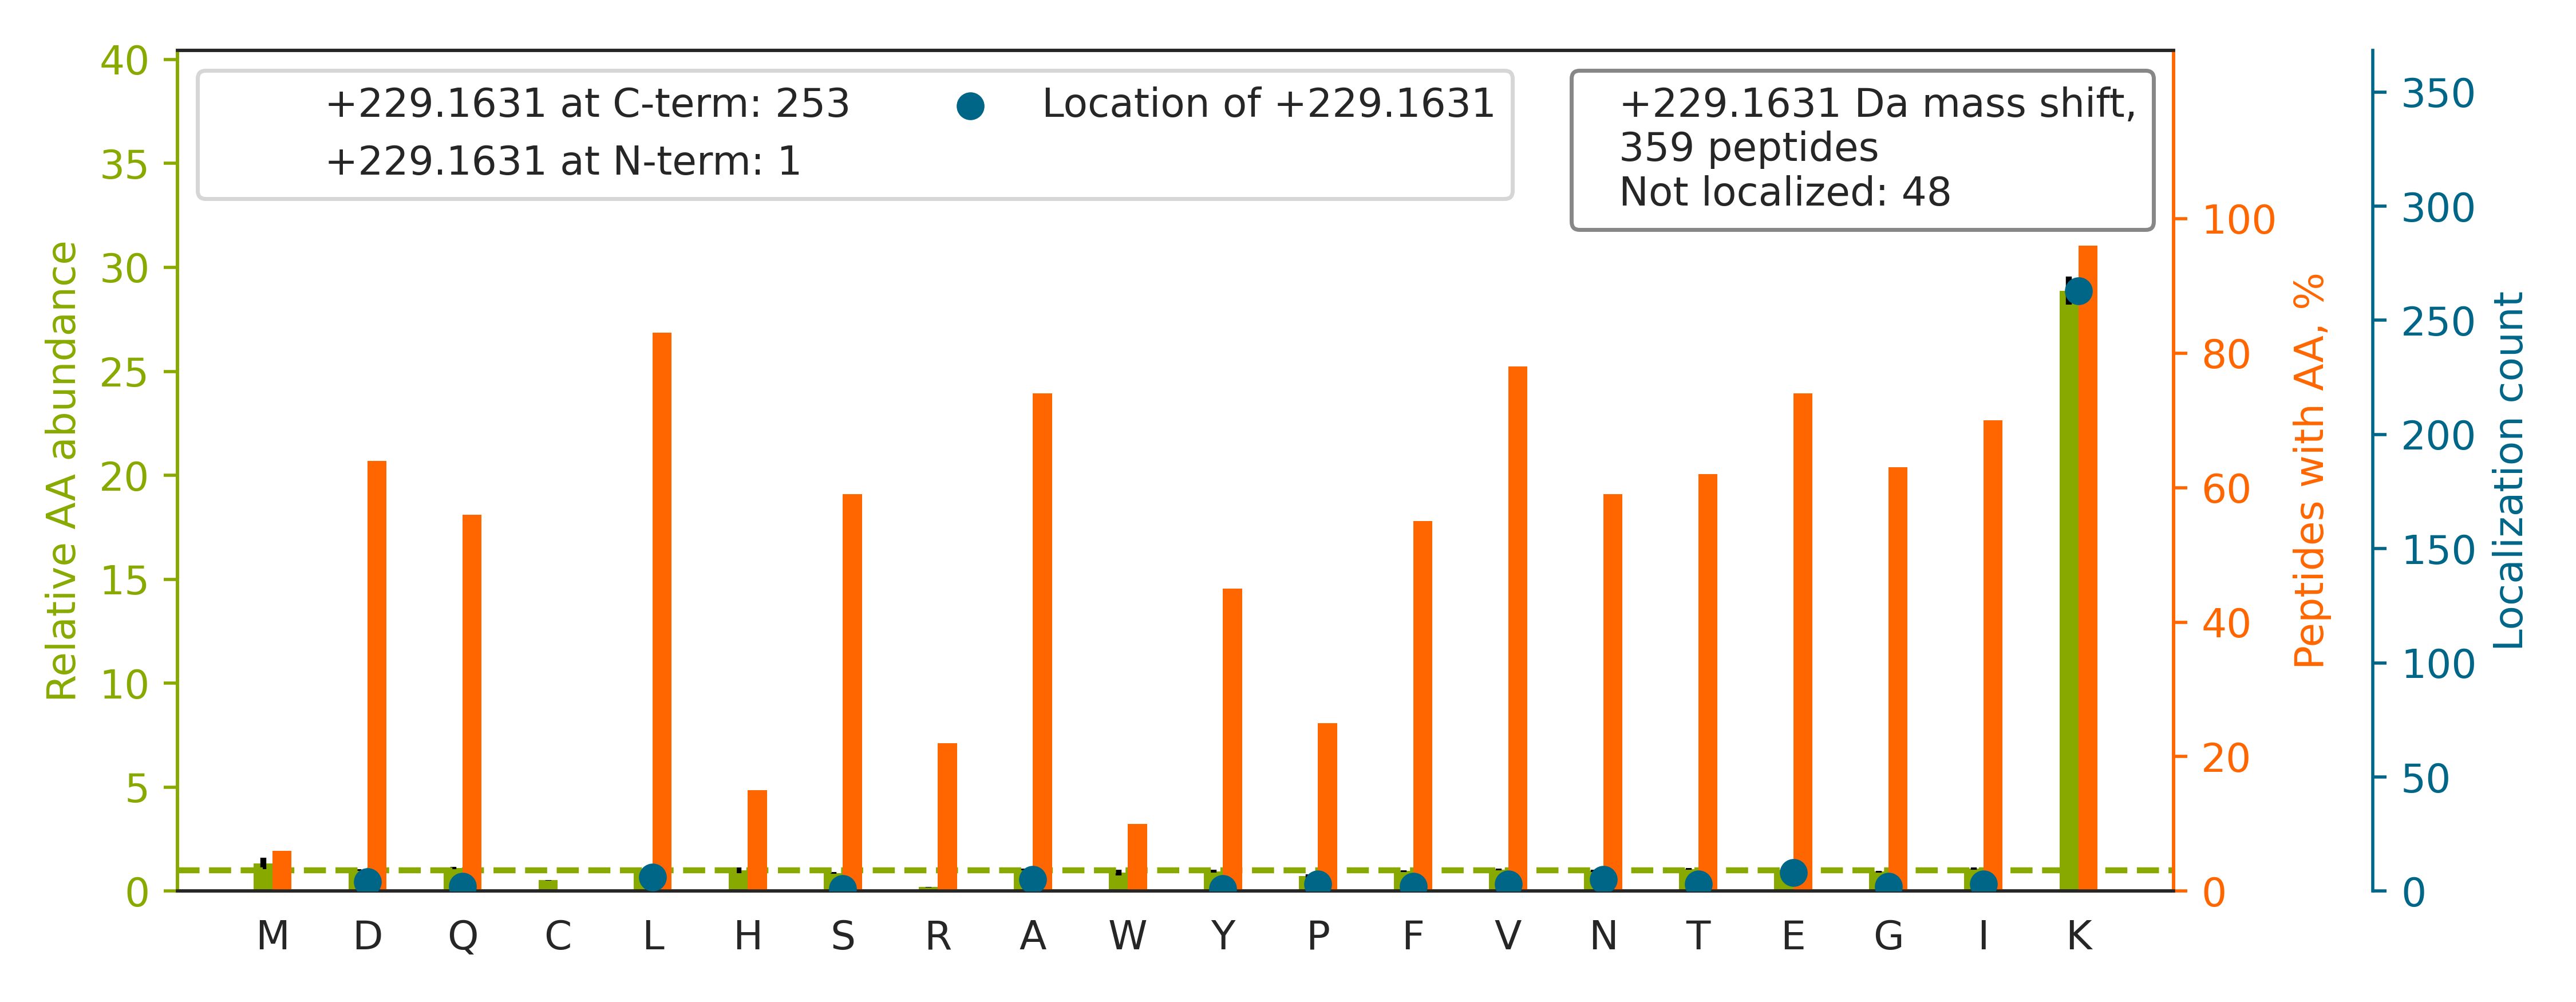 +229.1631 at C-term: 253
+229.1631 at N-term: 1
Location of +229.1631
+229.1631 Da mass shift,
359 peptides
Not localized: 48
Relative AA abundance
40
35
30
25
20
15
10
5
0
Peptides with AA, %
100
80
60
40
20
0
Localization count
350
300
250
200
150
100
50
0
M D Q C L H S R A W Y P F V N T E G I K